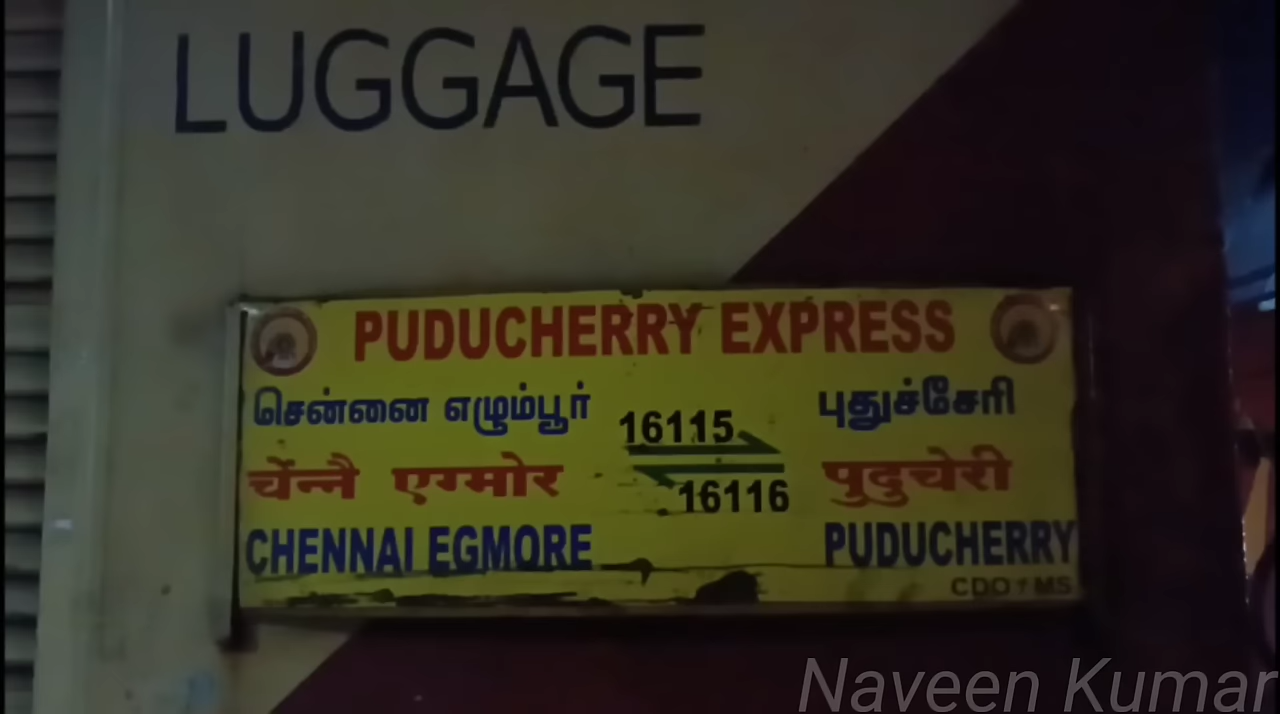 LUGGAGE
PUDUCHERRY EXPRESS
சென்னை எழும்பூர் 16115 புதுச்சேரி
चेंन्नै एग्मोर 16116 पुदुचेरी
CHENNAI EGMORE PUDUCHERRY
CDO MS
Naveen Kumar